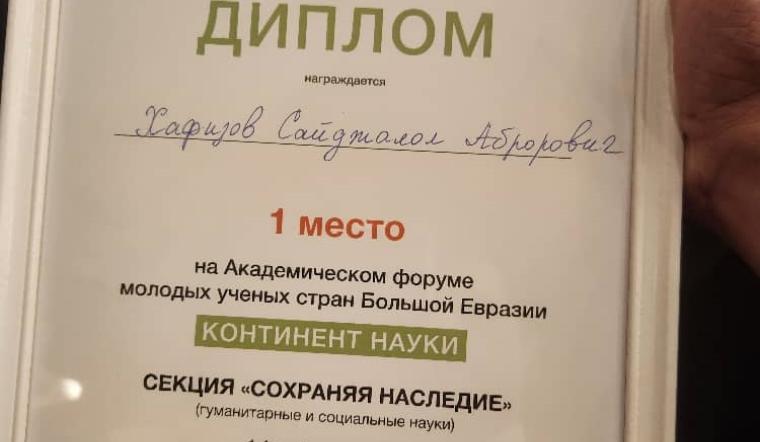 ДИПЛОМ
награждается
Хафизов Сайджалол Аброрович
1 место
на Академическом форуме
молодых ученых стран Большой Евразии
КОНТИНЕНТ НАУКИ
СЕКЦИЯ «СОХРАНЯЯ НАСЛЕДИЕ»
(гуманитарные и социальные науки)